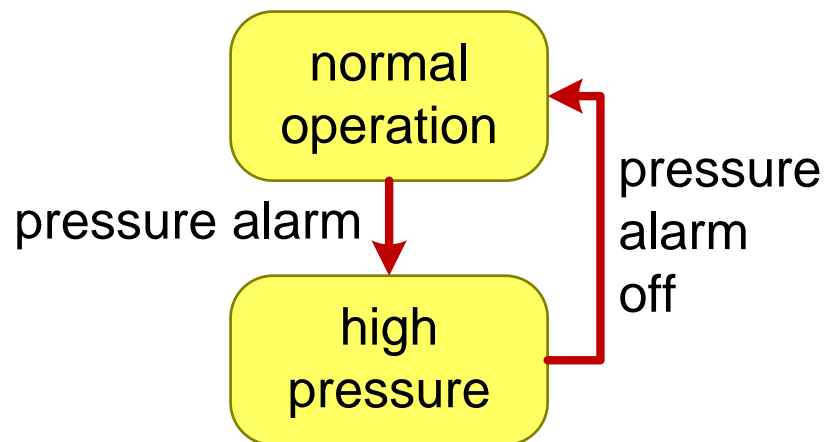 normal
operation
pressure alarm
pressure
alarm
off
high
pressure